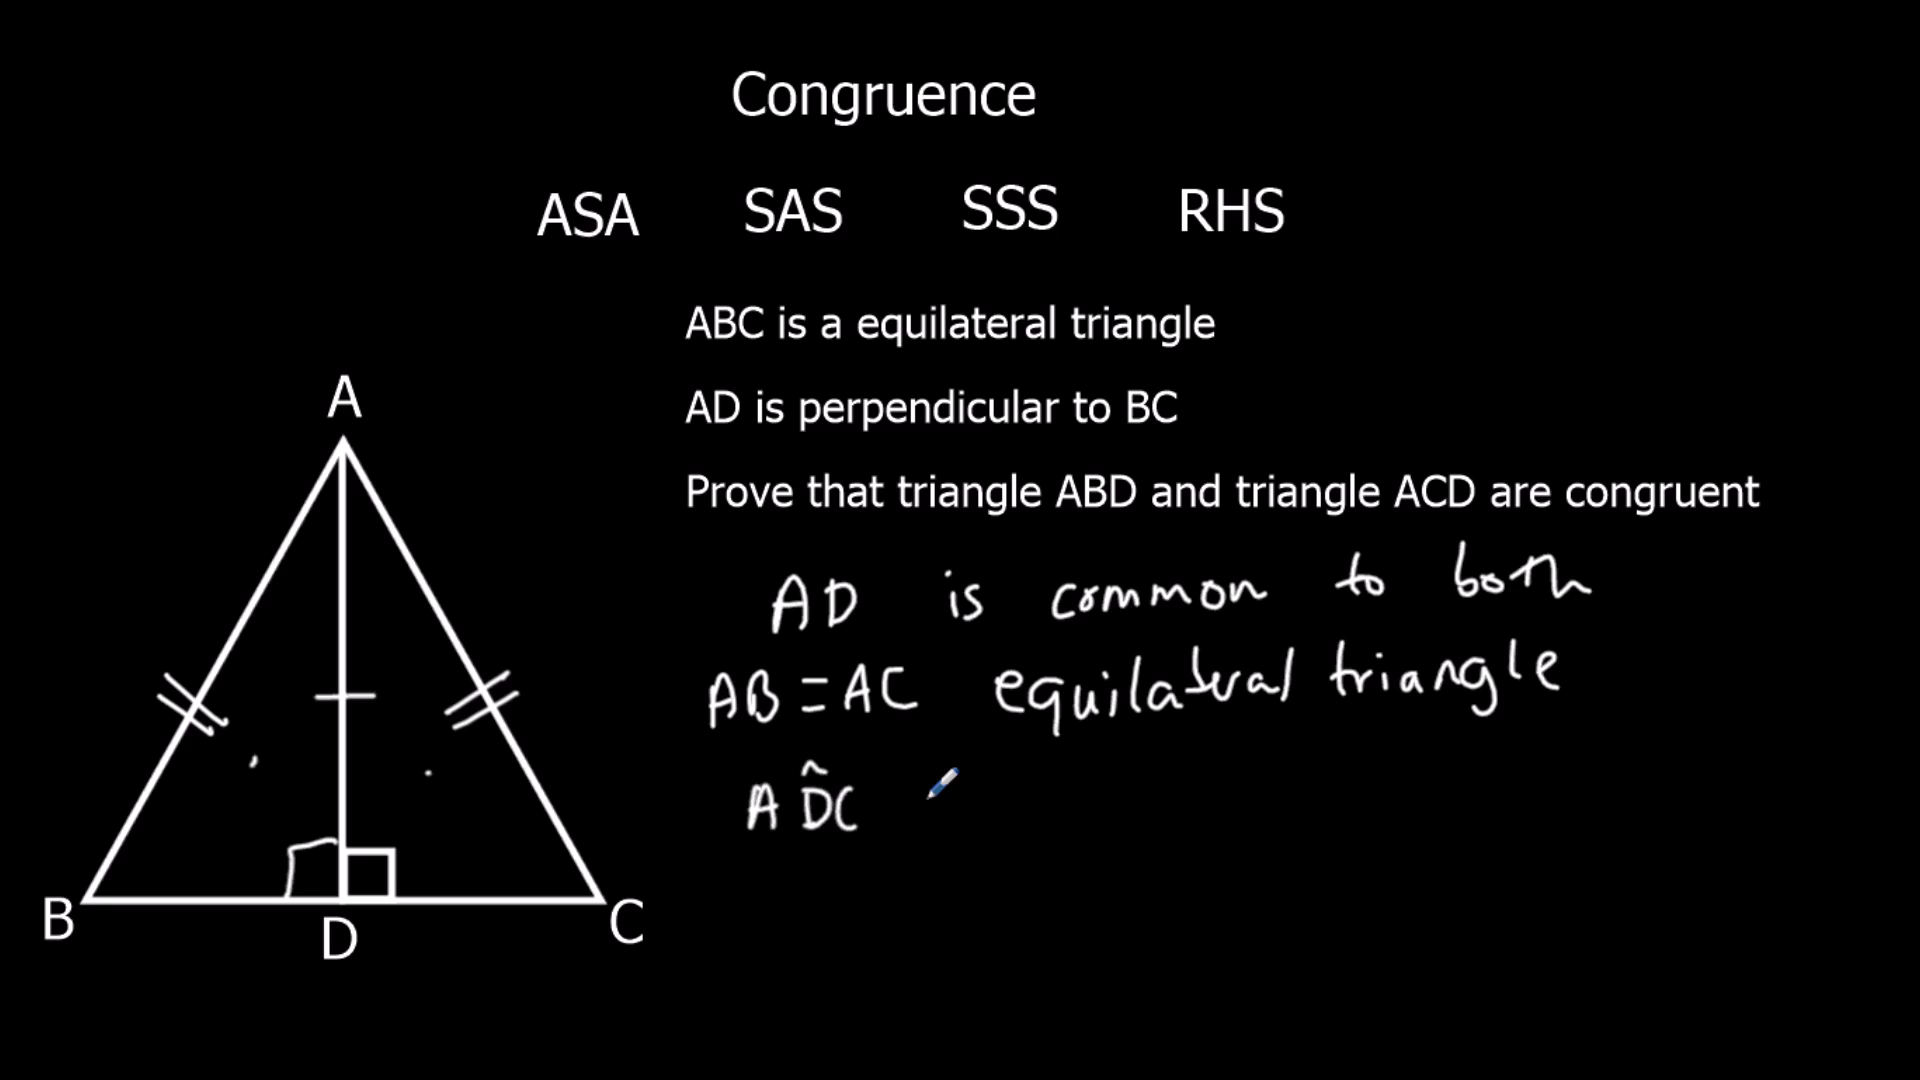 Congruence
ASA SAS SSS RHS
ABC is a equilateral triangle
AD is perpendicular to BC
Prove that triangle ABD and triangle ACD are congruent
AD is common to both
AB = AC equilateral triangle
AD̂C
A
B
D
C